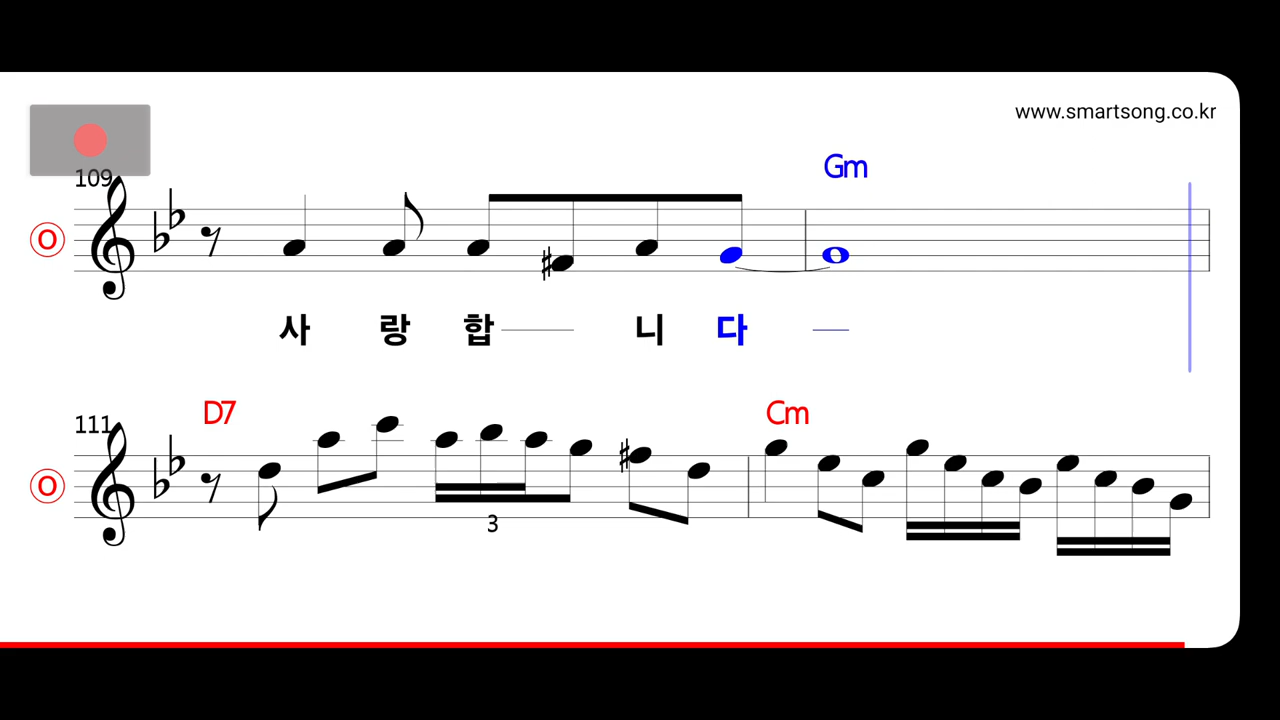 www.smartsong.co.kr
Gm
109
O
사 랑 합 니 다
D7 Cm
111
O
3